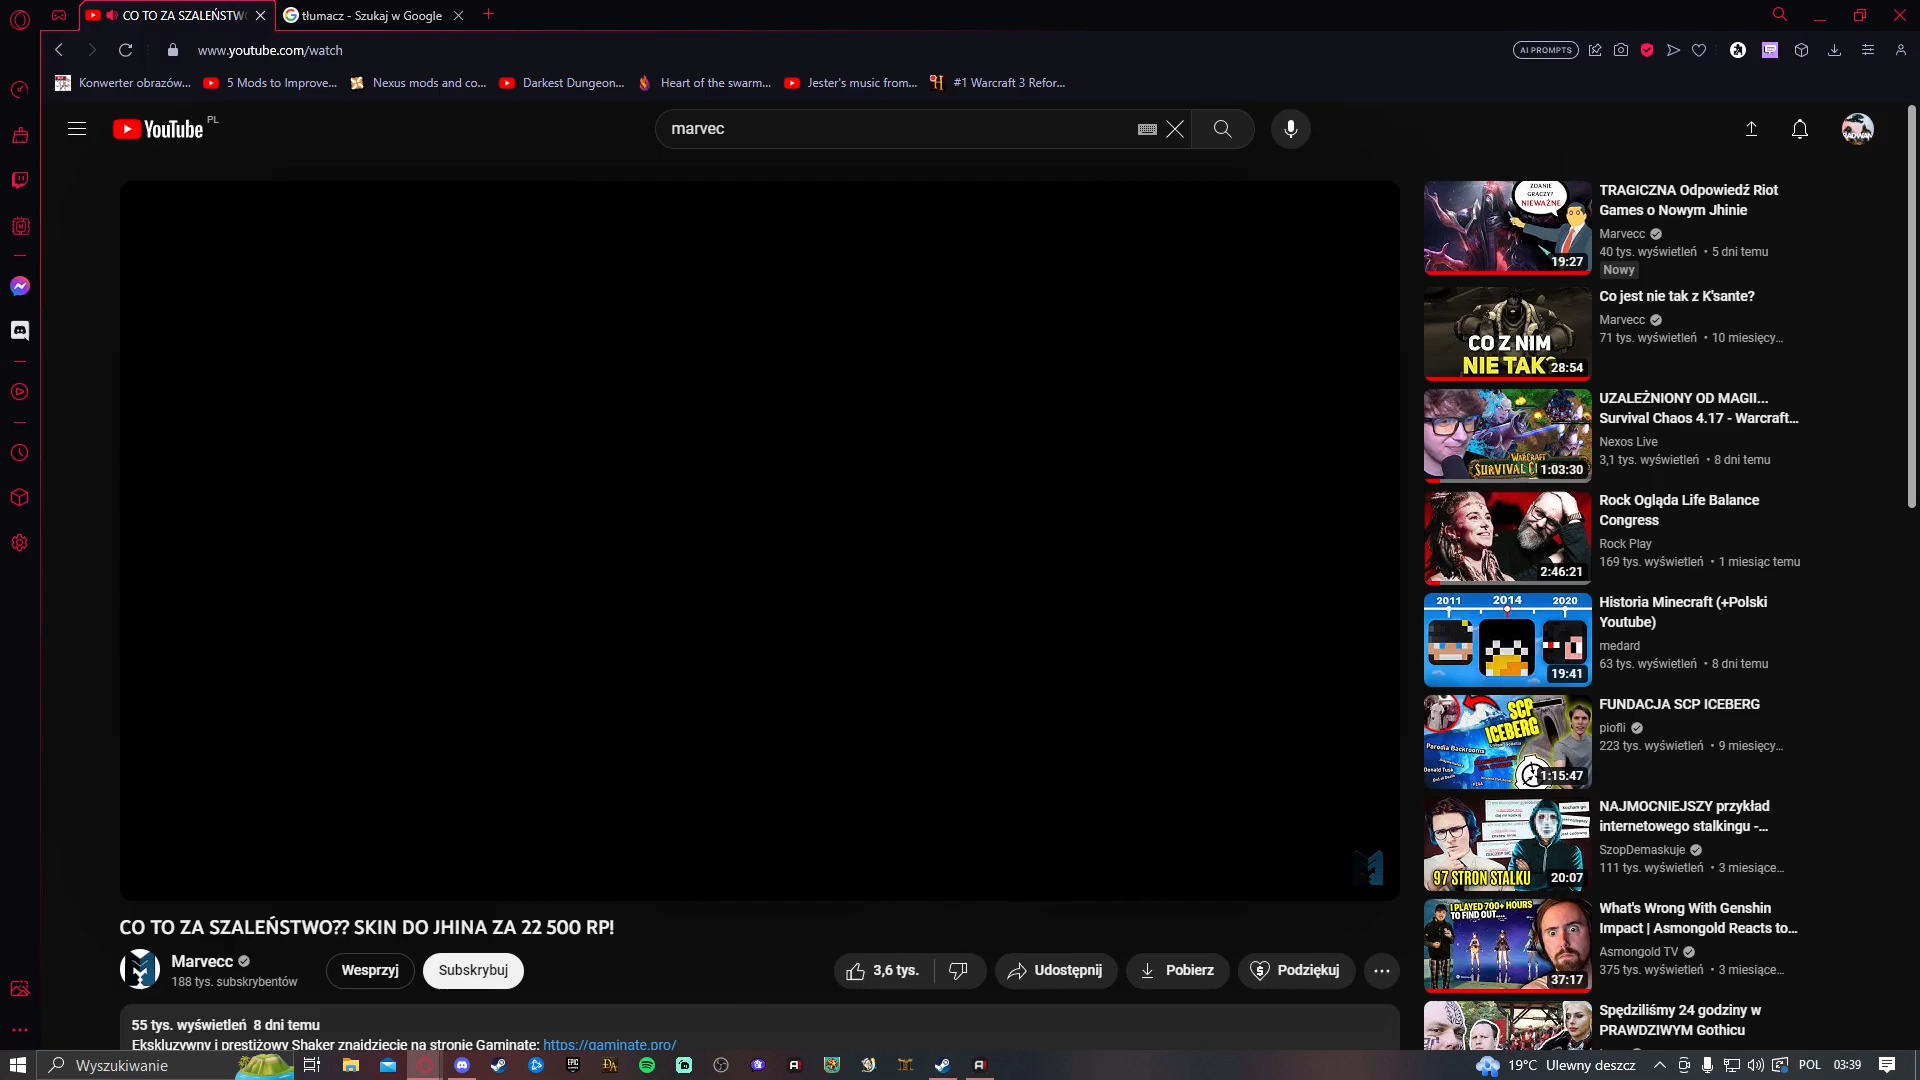 CO TO ZA SZALEŃSTW
tłumacz - Szukaj w Google
www.youtube.com/watch
AI PROMPTS
Konwerter obrazów...
5 Mods to Improve...
Nexus mods and co...
Darkest Dungeon...
Heart of the swarm...
Jester's music from...
#1 Warcraft 3 Refor...
YouTube PL
marvec
ZDANIE
GRACZY?
NIEWAŻNE
19:27
TRAGICZNA Odpowiedź Riot
Games o Nowym Jhinie
Marvecc
40 tys. wyświetleń • 5 dni temu
Nowy
CO Z NIM
NIE TAK?
28:54
Co jest nie tak z K'sante?
Marvecc
71 tys. wyświetleń • 10 miesięcy...
WARCRAFT
SURVIVAL C
1:03:30
UZALEŻNIONY OD MAGII...
Survival Chaos 4.17 - Warcraft...
Nexos Live
3,1 tys. wyświetleń • 8 dni temu
2:46:21
Rock Ogląda Life Balance
Congress
Rock Play
169 tys. wyświetleń • 1 miesiąc temu
2011 2014 2020
19:41
Historia Minecraft (+Polski
Youtube)
medard
63 tys. wyświetleń • 8 dni temu
SCP
ICEBERG
Parodia Backrooms
Donald Tusk
1:15:47
FUNDACJA SCP ICEBERG
piofli
223 tys. wyświetleń • 9 miesięcy...
97 STRON STALKU
20:07
NAJMOCNIEJSZY przykład
internetowego stalkingu -...
SzopDemaskuje
111 tys. wyświetleń • 3 miesiące...
I PLAYED 700+ HOURS
TO FIND OUT....
37:17
What's Wrong With Genshin
Impact | Asmongold Reacts to...
Asmongold TV
375 tys. wyświetleń • 3 miesiące...
Spędziliśmy 24 godziny w
PRAWDZIWYM Gothicu
CO TO ZA SZALEŃSTWO?? SKIN DO JHINA ZA 22 500 RP!
Marvecc
188 tys. subskrybentów
Wesprzyj
Subskrybuj
3,6 tys.
Udostępnij
Pobierz
Podziękuj
55 tys. wyświetleń 8 dni temu
Ekskluzywny i prestiżowy Shaker znajdziecie na stronie Gaminate: https://gaminate.pro/
Wyszukiwanie
19°C Ulewny deszcz
POL
03:39